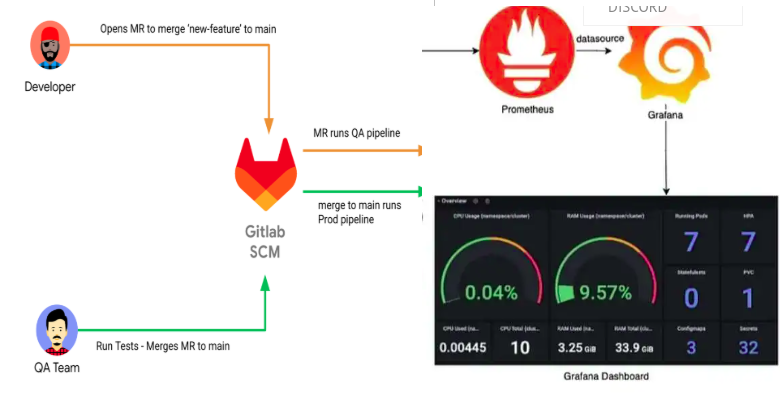 Opens MR to merge 'new-feature' to main
Developer
MR runs QA pipeline
merge to main runs
Prod pipeline
Gitlab
SCM
Run Tests - Merges MR to main
QA Team
DISCORD
datasource
Prometheus
Grafana
Overview
CPU Usage (namespace/cluster)
0.04%
RAM Usage (namespace/cluster)
9.57%
Running Pods
7
HPA
7
Statefulsets
0
PVC
1
CPU Used (na...
0.00445
CPU Total (clus...
10
RAM Used (na...
3.25 GiB
RAM Total (clu...
33.9 GiB
Configmaps
3
Secrets
32
Grafana Dashboard